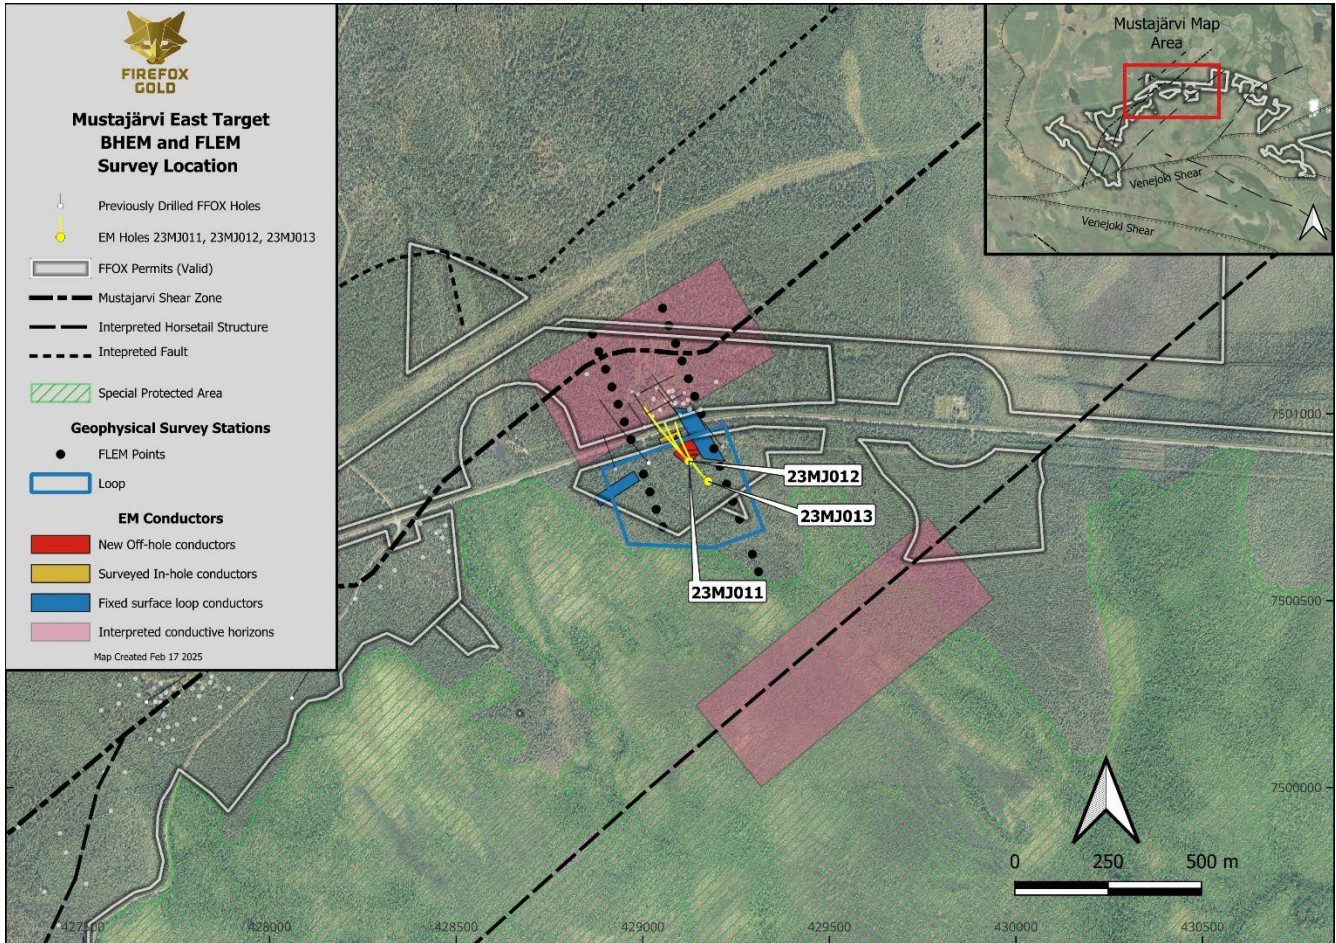 FIREFOX
GOLD
Mustajärvi East Target
BHEM and FLEM
Survey Location
Previously Drilled FFOX Holes
EM Holes 23MJ011, 23MJ012, 23MJ013
FFOX Permits (Valid)
Mustajarvi Shear Zone
Interpreted Horsetail Structure
Intepreted Fault
Special Protected Area
Geophysical Survey Stations
FLEM Points
Loop
EM Conductors
New Off-hole conductors
Surveyed In-hole conductors
Fixed surface loop conductors
Interpreted conductive horizons
Map Created Feb 17 2025
Mustajärvi Map
Area
Venejoki Shear
Venejoki Shear
23MJ012
23MJ013
23MJ011
7501000
7500500
7500000
0 250 500 m
427500 428000 428500 429000 429500 430000 430500